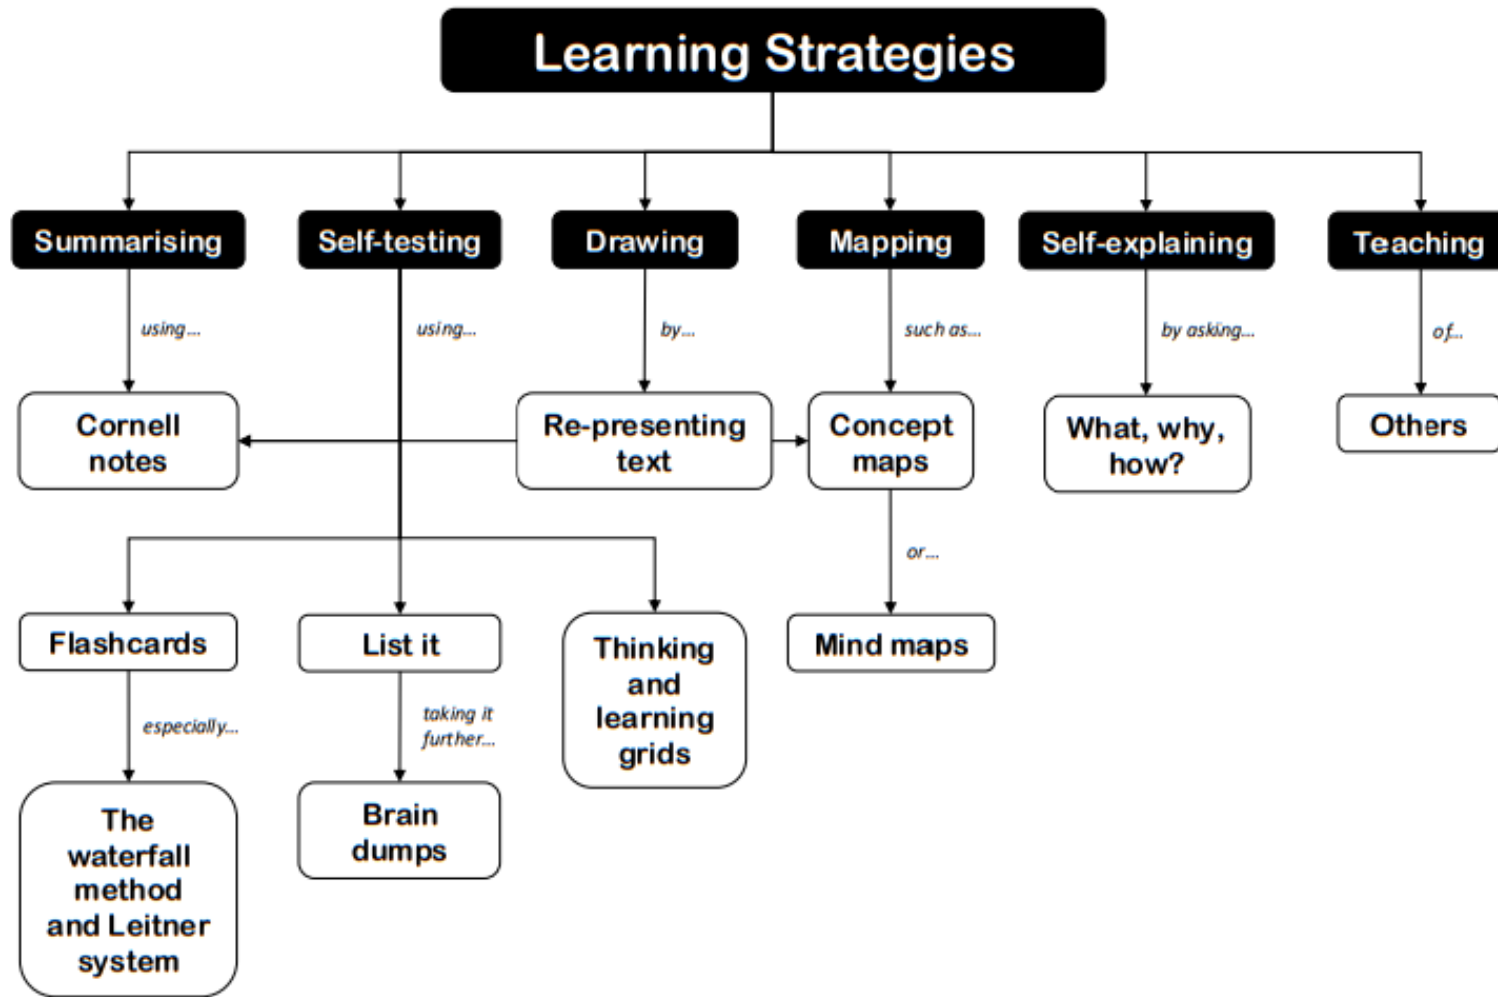 Learning Strategies
Summarising
Self-testing
Drawing
Mapping
Self-explaining
Teaching
using...
using...
by...
such as...
by asking...
of...
Cornell
notes
Re-presenting
text
Concept
maps
What, why,
how?
Others
or...
Flashcards
List it
Thinking
and
learning
grids
Mind maps
especially...
taking it
further...
The
waterfall
method
and Leitner
system
Brain
dumps